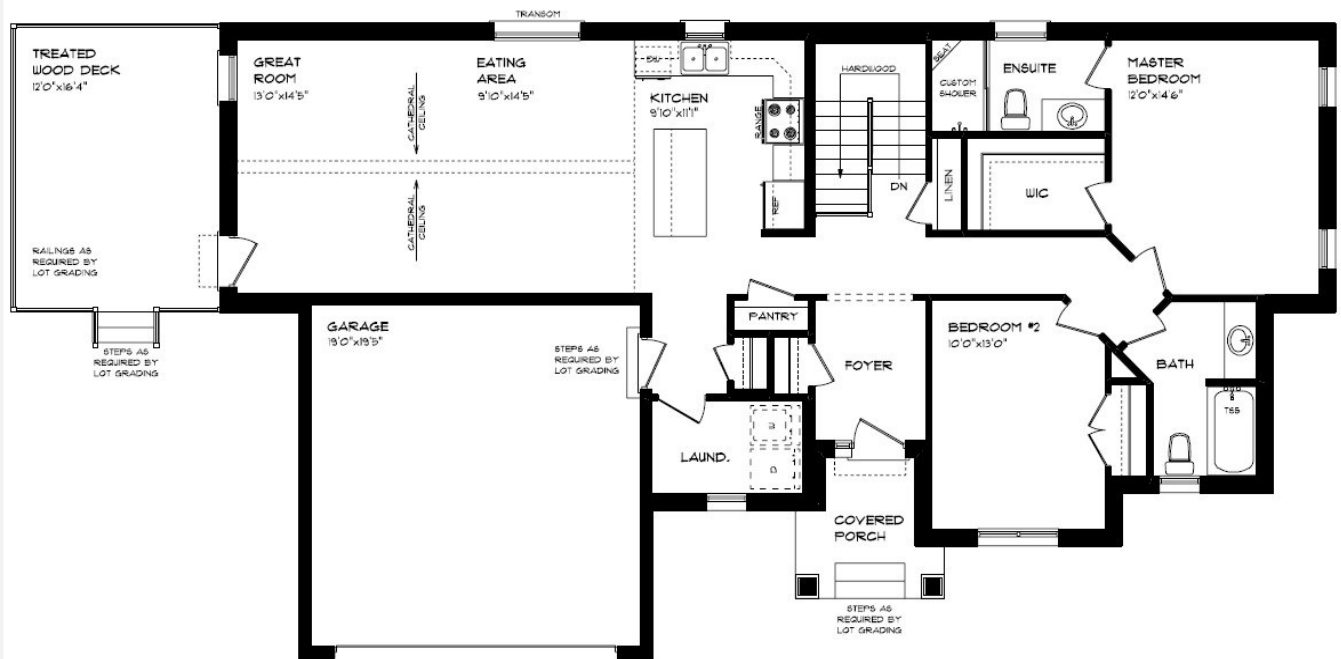 TRANSOM
TREATED
WOOD DECK
12'0"x16'4"
RAILINGS AS
REQUIRED BY
LOT GRADING
STEPS AS
REQUIRED BY
LOT GRADING
GREAT
ROOM
13'0"x14'5"
CATHEDRAL
CEILING
CATHEDRAL
CEILING
EATING
AREA
9'10"x14'5"
DW
KITCHEN
9'10"x11'1"
RANGE
REF
HARDWOOD
DN
LINEN
SEAT
CUSTOM
SHOWER
ENSUITE
WIC
MASTER
BEDROOM
12'0"x14'6"
GARAGE
19'0"x19'5"
STEPS AS
REQUIRED BY
LOT GRADING
PANTRY
FOYER
LAUND.
W
D
COVERED
PORCH
STEPS AS
REQUIRED BY
LOT GRADING
BEDROOM #2
10'0"x13'0"
BATH